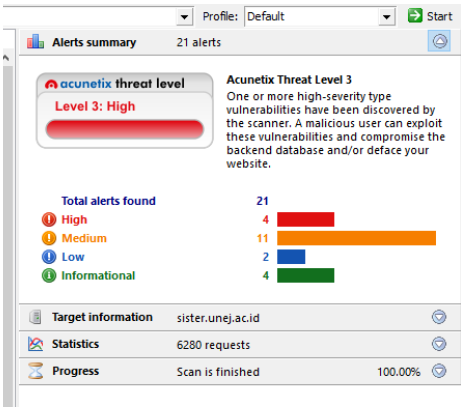 Profile: Default Start
Alerts summary 21 alerts
acunetix threat level
Level 3: High
Acunetix Threat Level 3
One or more high-severity type
vulnerabilities have been discovered by
the scanner. A malicious user can exploit
these vulnerabilities and compromise the
backend database and/or deface your
website.
Total alerts found 21
High 4
Medium 11
Low 2
Informational 4
Target information sister.unej.ac.id
Statistics 6280 requests
Progress Scan is finished 100.00%